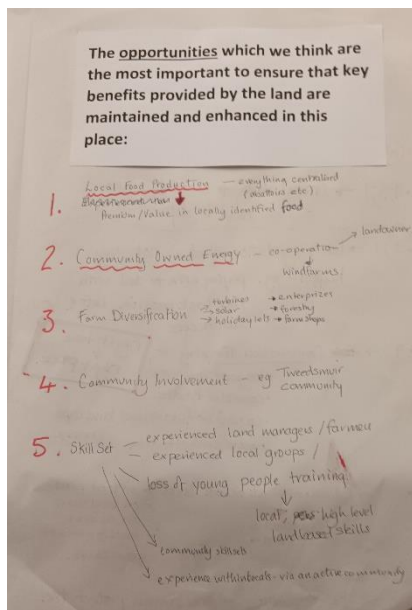 The opportunities which we think are
the most important to ensure that key
benefits provided by the land are
maintained and enhanced in this
place:
1. Local Food Production — everything centralised
(abattoirs etc)
Premium/Value in locally identified food
2. Community Owned Energy – co-operation → landowner
windfarms
3. Farm Diversification → turbines → enterprizes
→ solar → forestry
→ holiday lets → farm shops
4. Community Involvement – eg Tweedsmuir
community
5. Skill Set – experienced land managers / farmers
– experienced local groups /
loss of young people training
local, high level
landbased skills
community skillsets
experience within locals - via an active community